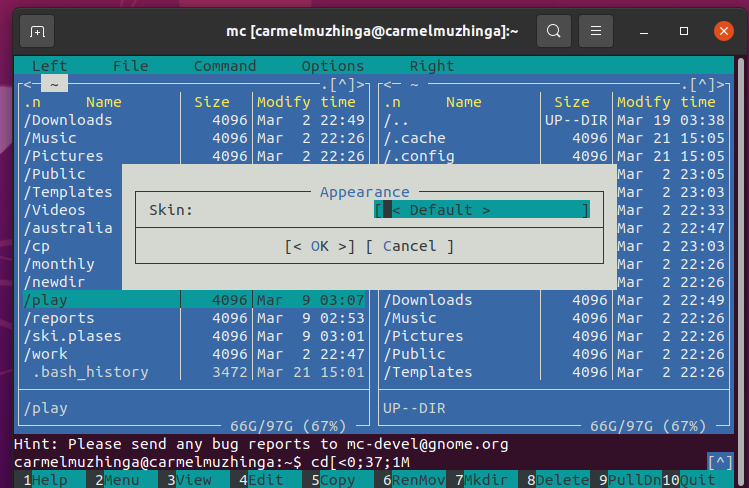 mc [carmelmuzhinga@carmelmuzhinga]:~
Left File Command Options Right
<─ ~ .[^]> <─ ~ .[^]>
.n Name Size Modify time .n Name Size Modify time
/Downloads 4096 Mar 2 22:49 /.. UP--DIR Mar 19 03:38
/Music 4096 Mar 2 22:26 /.cache 4096 Mar 21 15:05
/Pictures 4096 Mar 2 22:26 /.config 4096 Mar 21 15:05
/Public Mar 2 23:05
/Templates Appearance Mar 2 23:03
/Videos Skin: [ < Default > ] Mar 2 22:33
/australia Mar 2 22:47
/cp [< OK >] [ Cancel ] Mar 2 23:03
/monthly Mar 2 22:26
/newdir Mar 2 22:26
/play 4096 Mar 9 03:07 /Downloads 4096 Mar 2 22:49
/reports 4096 Mar 9 02:53 /Music 4096 Mar 2 22:26
/ski.plases 4096 Mar 9 03:01 /Pictures 4096 Mar 2 22:26
/work 4096 Mar 2 22:47 /Public 4096 Mar 2 22:26
.bash_history 3472 Mar 21 15:01 /Templates 4096 Mar 2 22:26
/play UP--DIR
66G/97G (67%) 66G/97G (67%)
Hint: Please send any bug reports to mc-devel@gnome.org
carmelmuzhinga@carmelmuzhinga:~$ cd[<0;37;1M [^]
1Help 2Menu 3View 4Edit 5Copy 6RenMov 7Mkdir 8Delete 9PullDn 10Quit